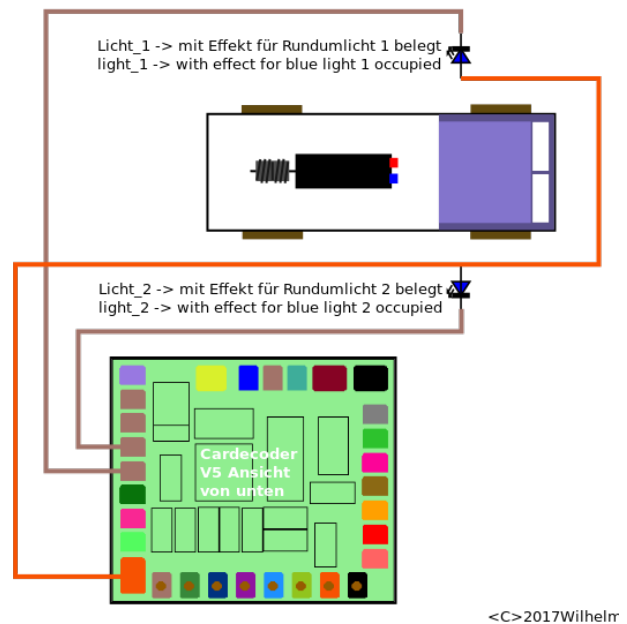 Licht_1 -> mit Effekt für Rundumlicht 1 belegt
light_1 -> with effect for blue light 1 occupied
Licht_2 -> mit Effekt für Rundumlicht 2 belegt
light_2 -> with effect for blue light 2 occupied
Cardecoder
V5 Ansicht
von unten
<C>2017Wilhelm